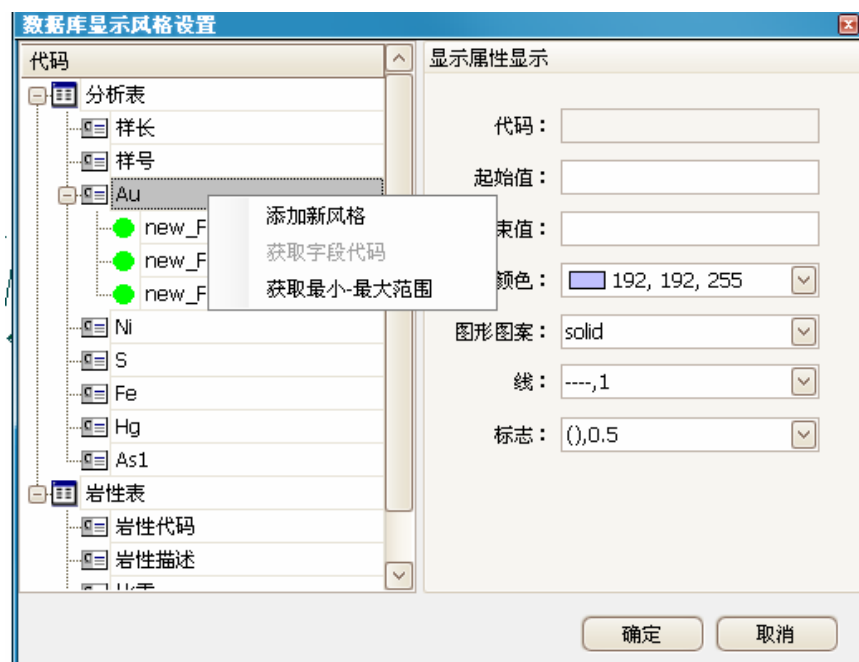 数据库显示风格设置
代码
分析表
样长
样号
Au
new_F
new_F
new_F
Ni
S
Fe
Hg
As1
岩性表
岩性代码
岩性描述
添加新风格
获取字段代码
获取最小-最大范围
显示属性显示
代码：
起始值：
束值：
颜色： 192, 192, 255
图形图案： solid
线： ----,1
标志： (),0.5
确定 取消